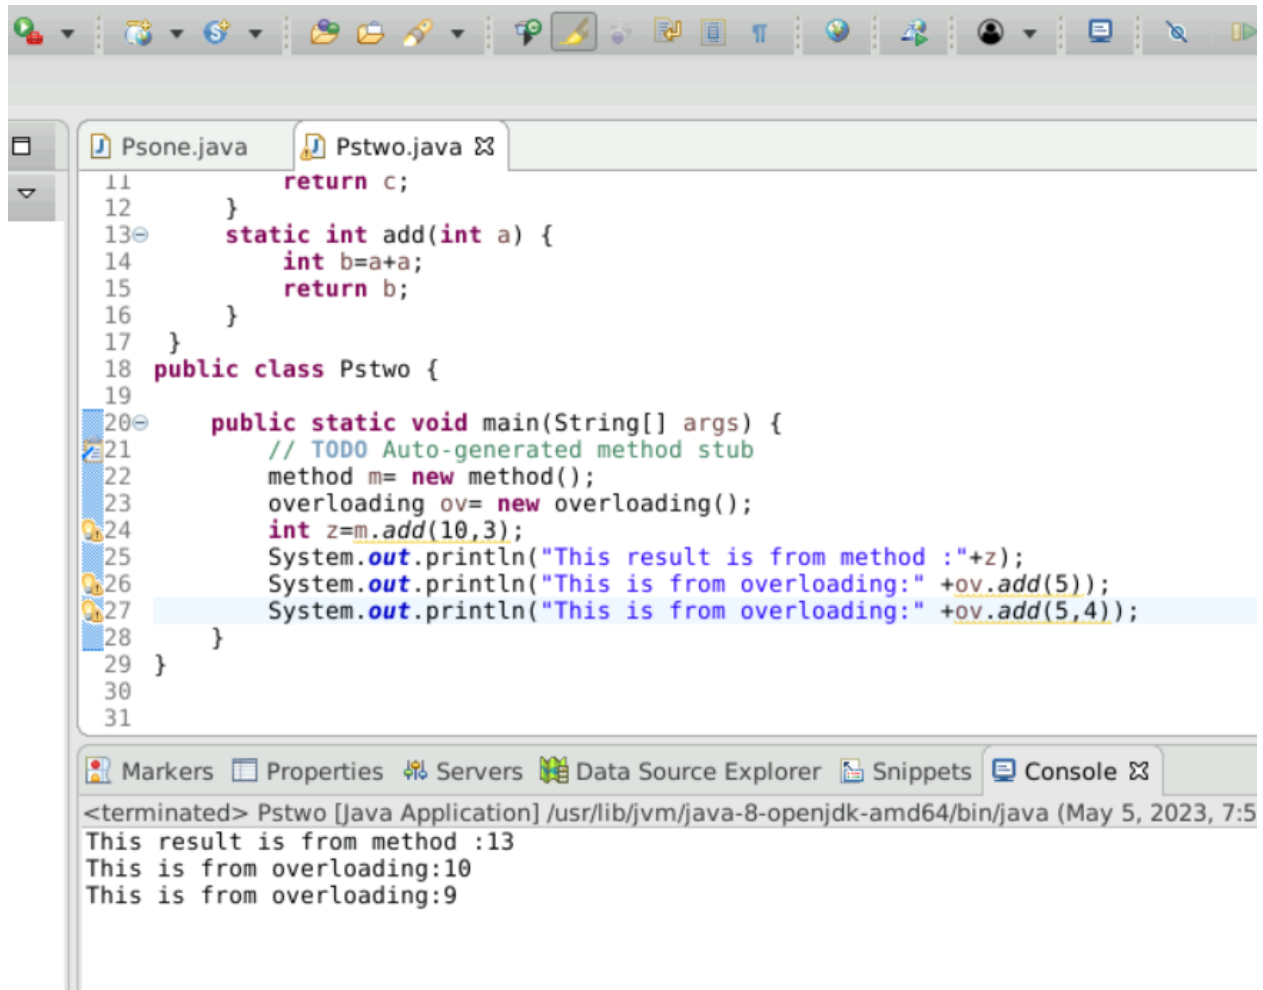 Psone.java Pstwo.java
11 return c;
12 }
13 static int add(int a) {
14 int b=a+a;
15 return b;
16 }
17 }
18 public class Pstwo {
19
20 public static void main(String[] args) {
21 // TODO Auto-generated method stub
22 method m= new method();
23 overloading ov= new overloading();
24 int z=m.add(10,3);
25 System.out.println("This result is from method :"+z);
26 System.out.println("This is from overloading:" +ov.add(5));
27 System.out.println("This is from overloading:" +ov.add(5,4));
28 }
29 }
30
31
Markers Properties Servers Data Source Explorer Snippets Console
<terminated> Pstwo [Java Application] /usr/lib/jvm/java-8-openjdk-amd64/bin/java (May 5, 2023, 7:5
This result is from method :13
This is from overloading:10
This is from overloading:9